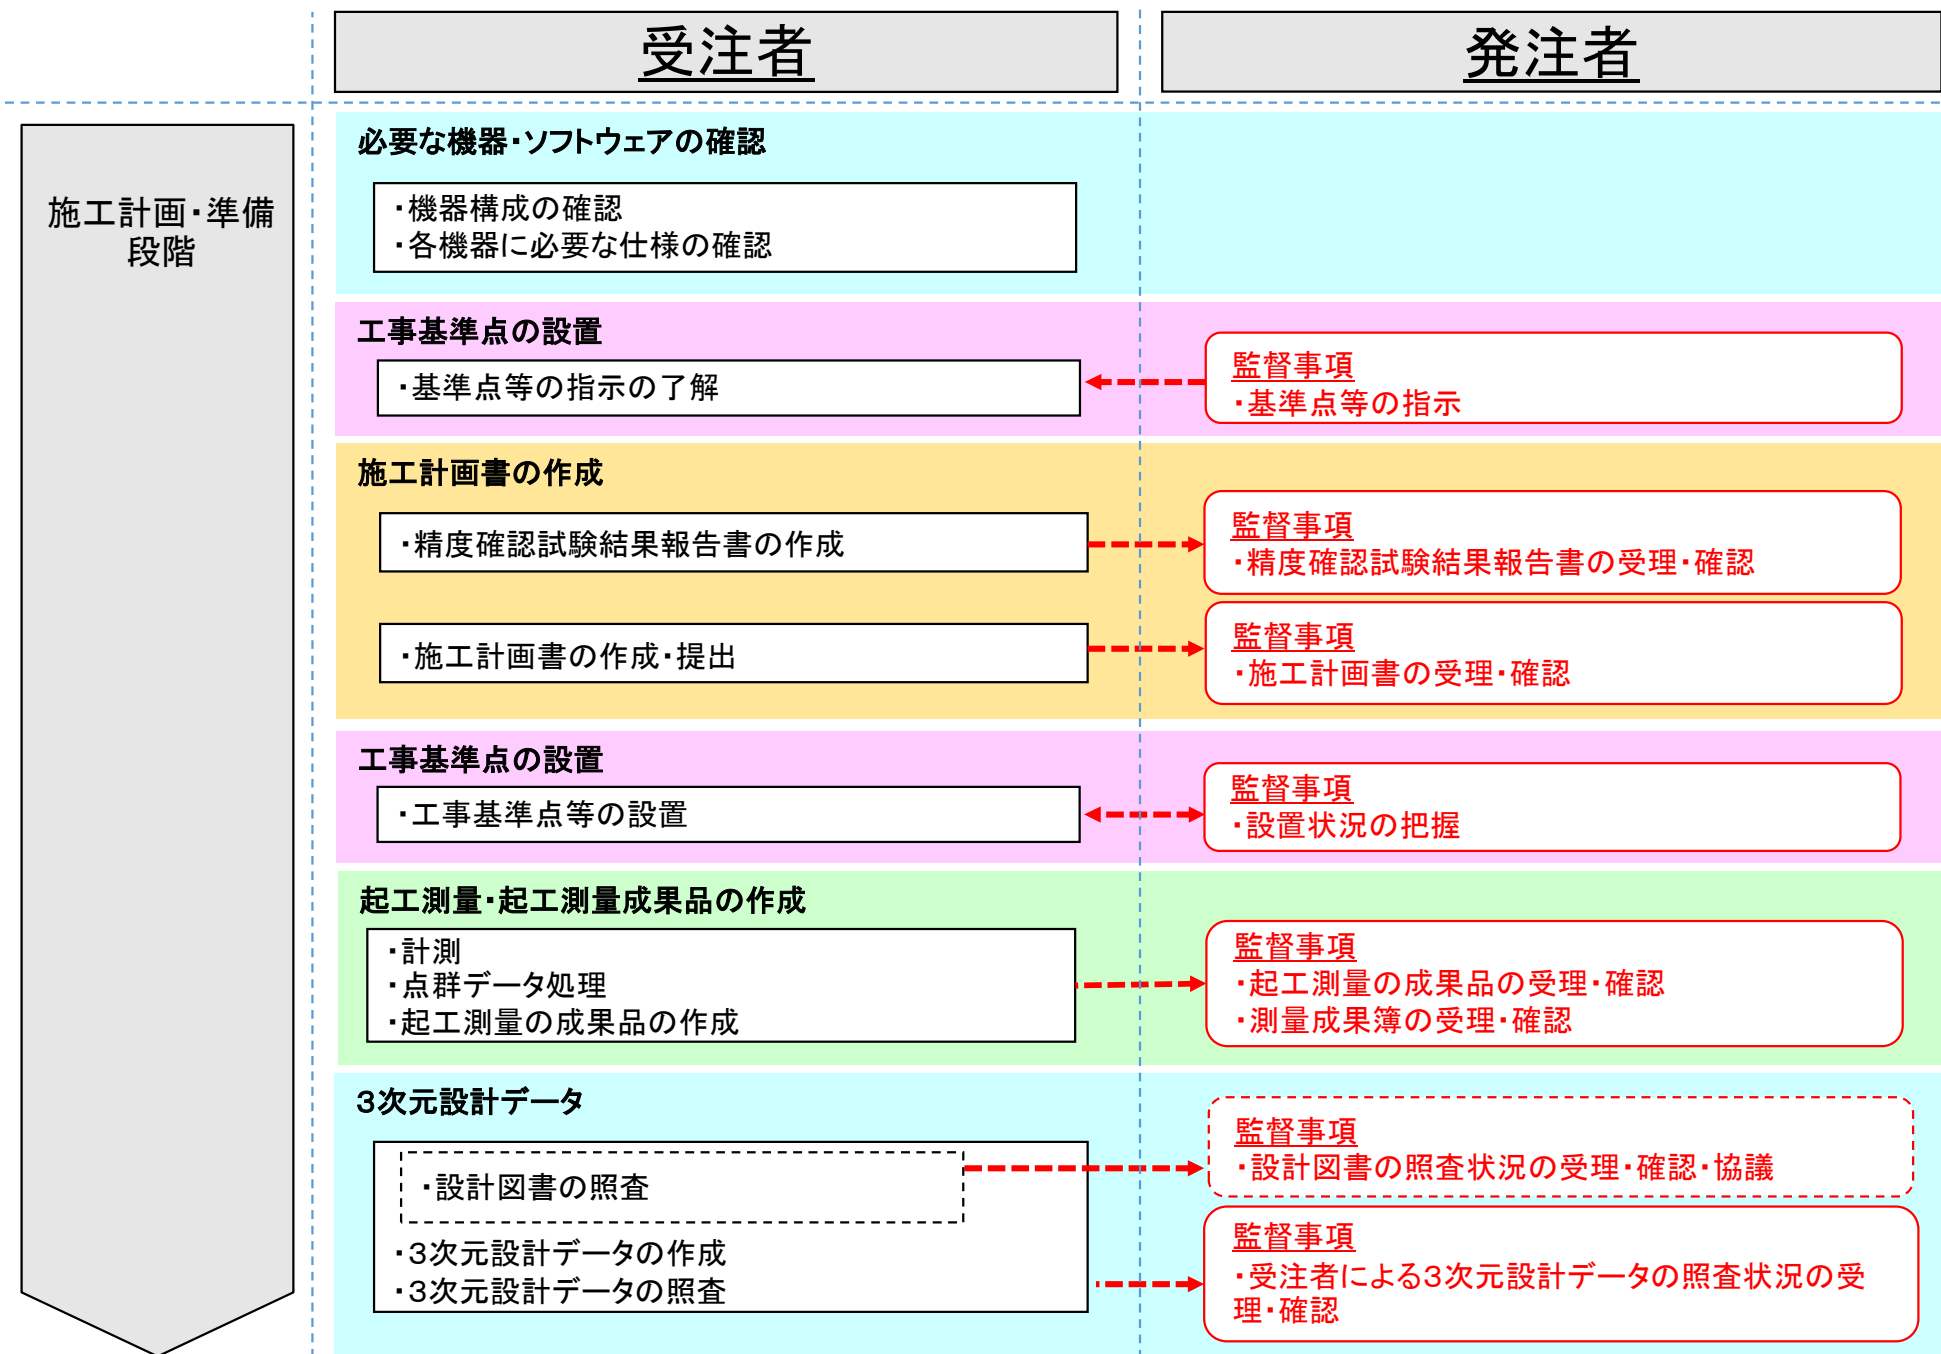 受注者
発注者
施工計画・準備
段階
必要な機器・ソフトウェアの確認
・機器構成の確認
・各機器に必要な仕様の確認
工事基準点の設置
・基準点等の指示の了解
監督事項
・基準点等の指示
施工計画書の作成
・精度確認試験結果報告書の作成
監督事項
・精度確認試験結果報告書の受理・確認
・施工計画書の作成・提出
監督事項
・施工計画書の受理・確認
工事基準点の設置
・工事基準点等の設置
監督事項
・設置状況の把握
起工測量・起工測量成果品の作成
・計測
・点群データ処理
・起工測量の成果品の作成
監督事項
・起工測量の成果品の受理・確認
・測量成果簿の受理・確認
3次元設計データ
・設計図書の照査
・3次元設計データの作成
・3次元設計データの照査
監督事項
・設計図書の照査状況の受理・確認・協議
監督事項
・受注者による3次元設計データの照査状況の受
理・確認